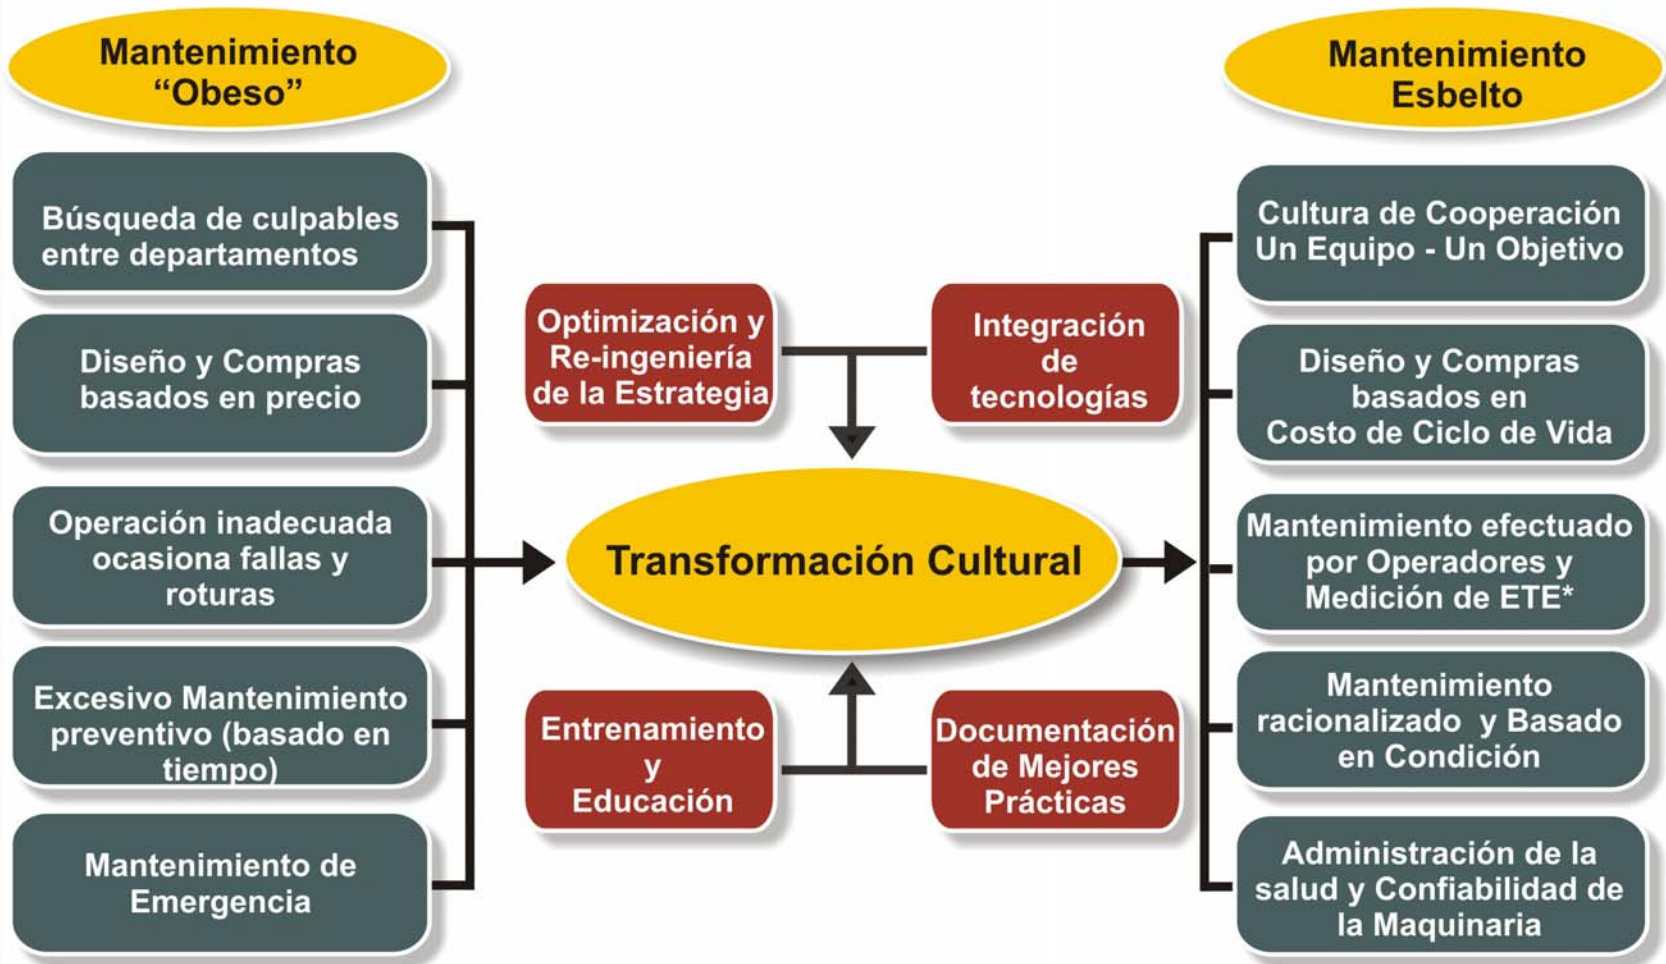 Mantenimiento
“Obeso”
Búsqueda de culpables
entre departamentos
Diseño y Compras
basados en precio
Operación inadecuada
ocasiona fallas y
roturas
Excesivo Mantenimiento
preventivo (basado en
tiempo)
Mantenimiento de
Emergencia
Optimización y
Re-ingeniería
de la Estrategia
Integración
de
tecnologías
Transformación Cultural
Entrenamiento
y
Educación
Documentación
de Mejores
Prácticas
Mantenimiento
Esbelto
Cultura de Cooperación
Un Equipo - Un Objetivo
Diseño y Compras
basados en
Costo de Ciclo de Vida
Mantenimiento efectuado
por Operadores y
Medición de ETE*
Mantenimiento
racionalizado y Basado
en Condición
Administración de la
salud y Confiabilidad de
la Maquinaria